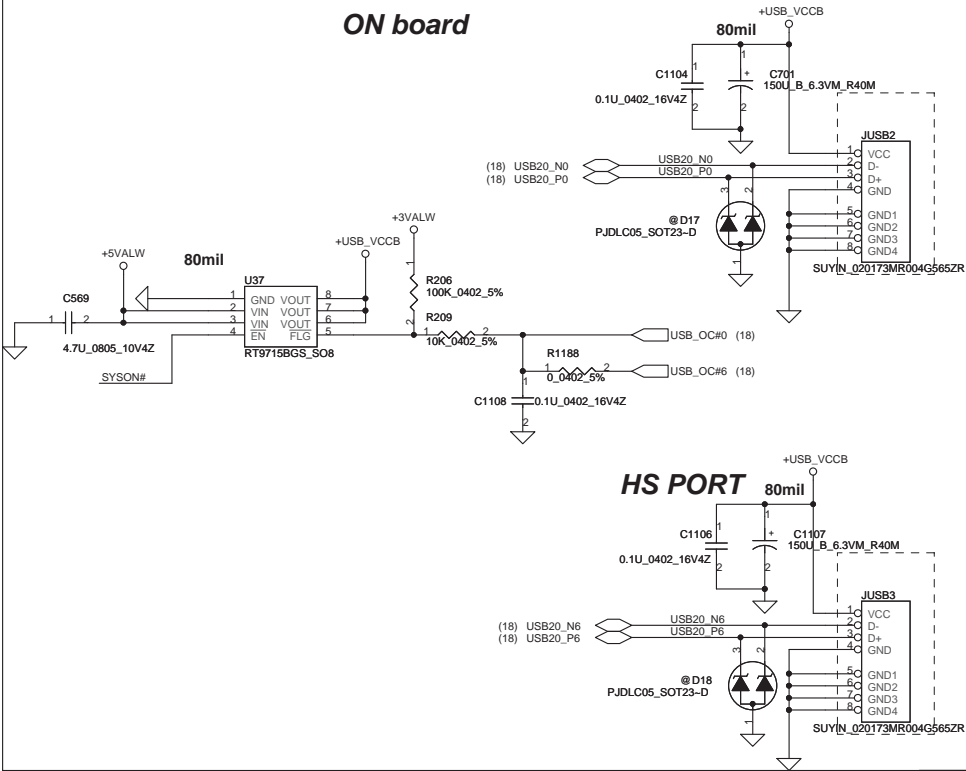 ON board
+USB_VCCB
80mil
1
1
C1104
+
C701
0.1U_0402_16V4Z
150U_B_6.3VM_R40M
2
2
JUSB2
1 VCC
(18) USB20_N0
USB20_N0
2 D-
(18) USB20_P0
USB20_P0
3 D+
4 GND
3
2
@D17
PJDLC05_SOT23~D
1
5 GND1
6 GND2
7 GND3
8 GND4
SUYIN_020173MR004G565ZR
+3VALW
+USB_VCCB
+5VALW
80mil
1
R206
100K_0402_5%
2
C569
1
2
4.7U_0805_10V4Z
U37
1 GND VOUT 8
2 VIN VOUT 7
3 VIN VOUT 6
4 EN FLG 5
RT9715BGS_SO8
SYSON#
R209
1
2
10K_0402_5%
USB_OC#0 (18)
R1188
1
2
0_0402_5%
USB_OC#6 (18)
1
C1108
0.1U_0402_16V4Z
2
HS PORT
+USB_VCCB
80mil
1
1
C1106
+
C1107
0.1U_0402_16V4Z
150U_B_6.3VM_R40M
2
2
JUSB3
1 VCC
(18) USB20_N6
USB20_N6
2 D-
(18) USB20_P6
USB20_P6
3 D+
4 GND
3
2
@D18
PJDLC05_SOT23~D
1
5 GND1
6 GND2
7 GND3
8 GND4
SUYIN_020173MR004G565ZR